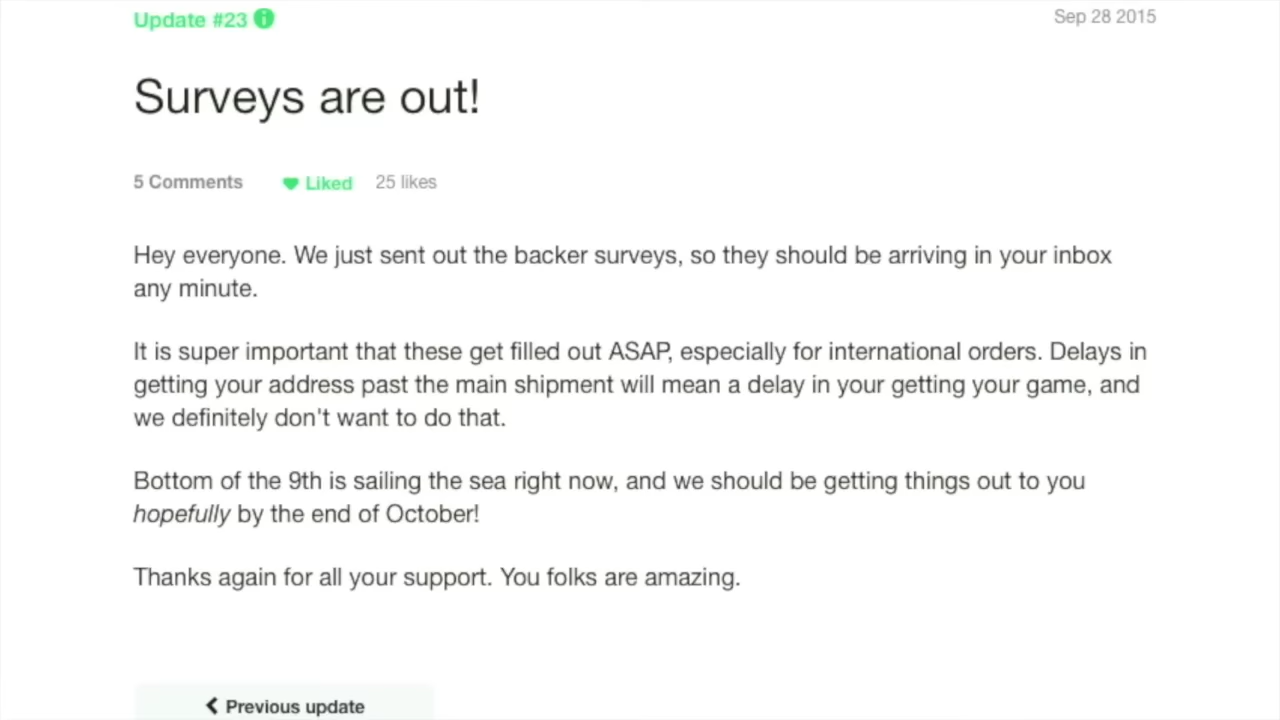 Update #23
Sep 28 2015
Surveys are out!
5 Comments Liked 25 likes
Hey everyone. We just sent out the backer surveys, so they should be arriving in your inbox
any minute.
It is super important that these get filled out ASAP, especially for international orders. Delays in
getting your address past the main shipment will mean a delay in your getting your game, and
we definitely don't want to do that.
Bottom of the 9th is sailing the sea right now, and we should be getting things out to you
hopefully by the end of October!
Thanks again for all your support. You folks are amazing.
Previous update